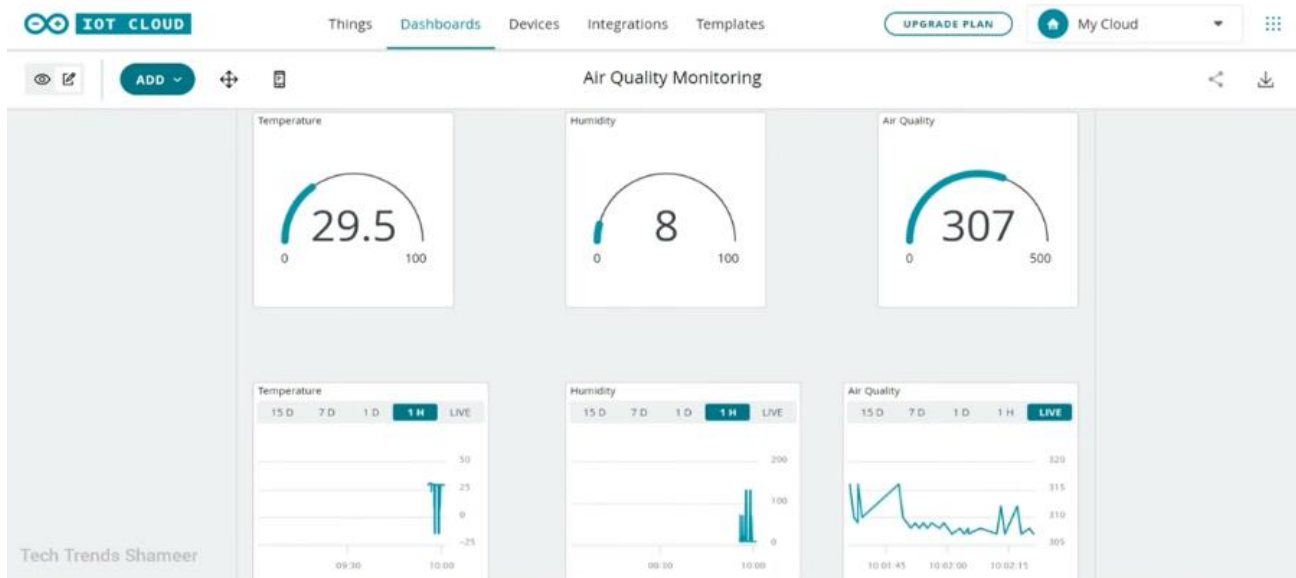 IOT CLOUD
Things Dashboards Devices Integrations Templates
UPGRADE PLAN
My Cloud
ADD
Air Quality Monitoring
Temperature
29.5
0 100
Humidity
8
0 100
Air Quality
307
0 500
Temperature
15 D 7 D 1 D 1 H LIVE
50
25
0
-25
09:30 10:00
Humidity
15 D 7 D 1 D 1 H LIVE
200
100
0
09:30 10:00
Air Quality
15 D 7 D 1 D 1 H LIVE
320
315
310
305
10:01:45 10:02:00 10:02:15
Tech Trends Shameer